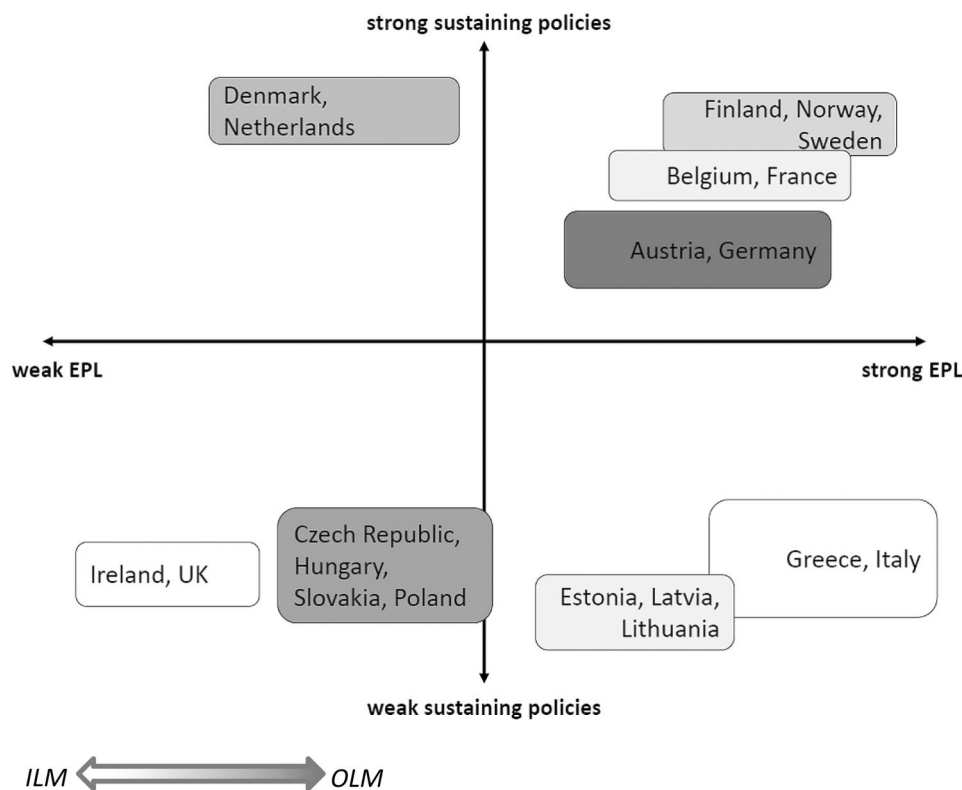 strong sustaining policies
Denmark,
Netherlands
Finland, Norway,
Sweden
Belgium, France
Austria, Germany
weak EPL
strong EPL
Ireland, UK
Czech Republic,
Hungary,
Slovakia, Poland
Estonia, Latvia,
Lithuania
Greece, Italy
weak sustaining policies
ILM
OLM